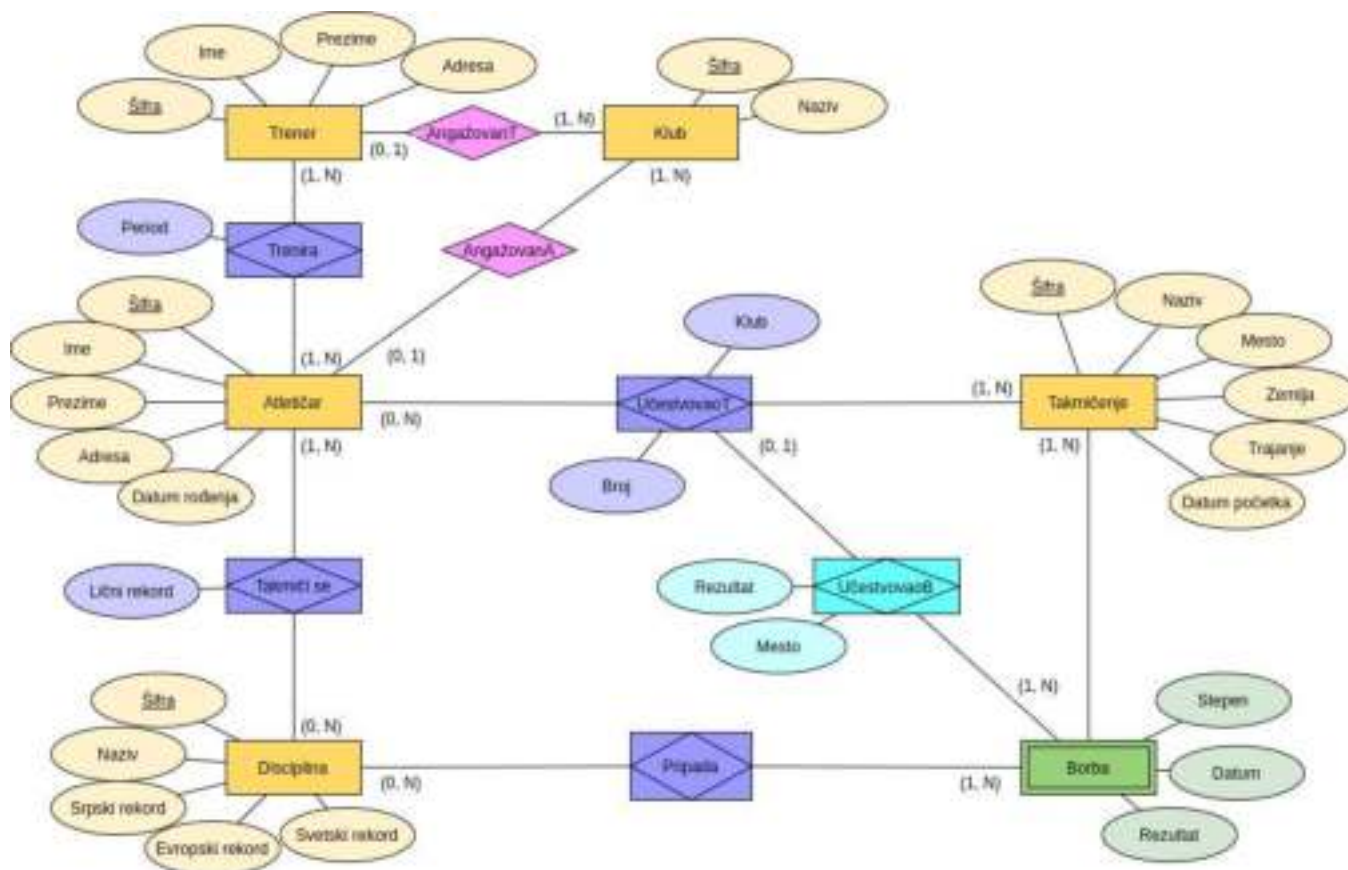 Ime
Prezime
Adresa
Šifra
Trener
(0, 1)
AngažovanT
(1, N)
Šifra
Naziv
Klub
(1, N)
(1, N)
Period
Trenira
AngažovanA
Šifra
Ime
Prezime
Adresa
Datum rođenja
(1, N)
(0, 1)
Atletičar
(0, N)
(1, N)
Klub
UčestvovaoT
Broj
(0, 1)
(1, N)
Šifra
Naziv
Mesto
Zemlja
Trajanje
Datum početka
Takmičenje
(1, N)
Lični rekord
Takmiči se
Rezultat
Mesto
UčestvovaoB
(1, N)
Šifra
Naziv
Srpski rekord
Evropski rekord
Svetski rekord
(0, N)
Disciplina
(0, N)
Pripada
(1, N)
Borba
Stepen
Datum
Rezultat